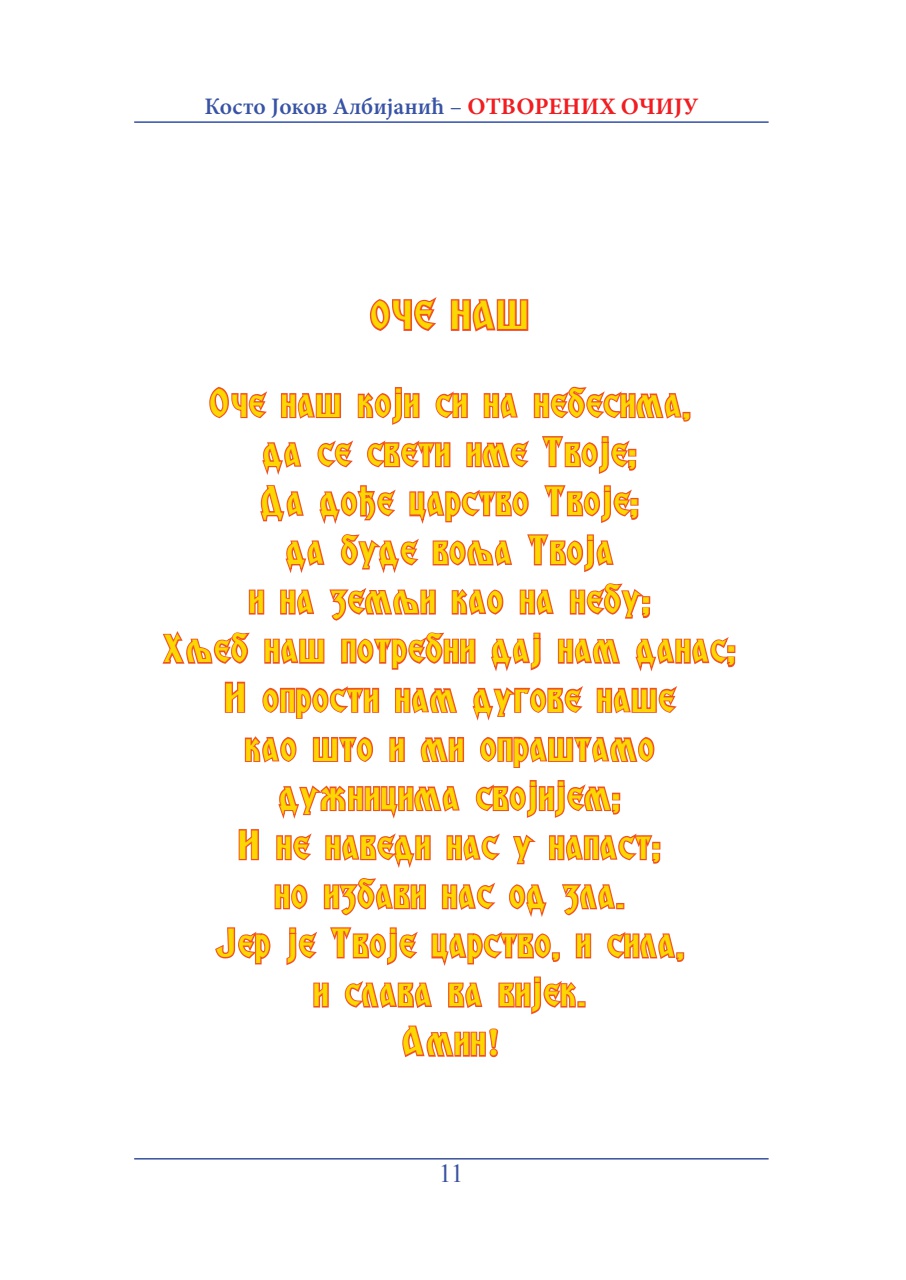 Косто Јоков Албијанић – ОТВОРЕНИХ ОЧИЈУ
ОЧЕ НАШ
Оче наш који си на небесима,
да се свети име Твоје;
Да дође царство Твоје;
да буде воља Твоја
и на земљи као на небу;
Хљеб наш потребни дај нам данас;
И опрости нам дугове наше
као што и ми опраштамо
дужницима својијем;
И не наведи нас у напаст;
но избави нас од зла.
Јер је Твоје царство, и сила,
и слава ва вијек.
Амин!
11